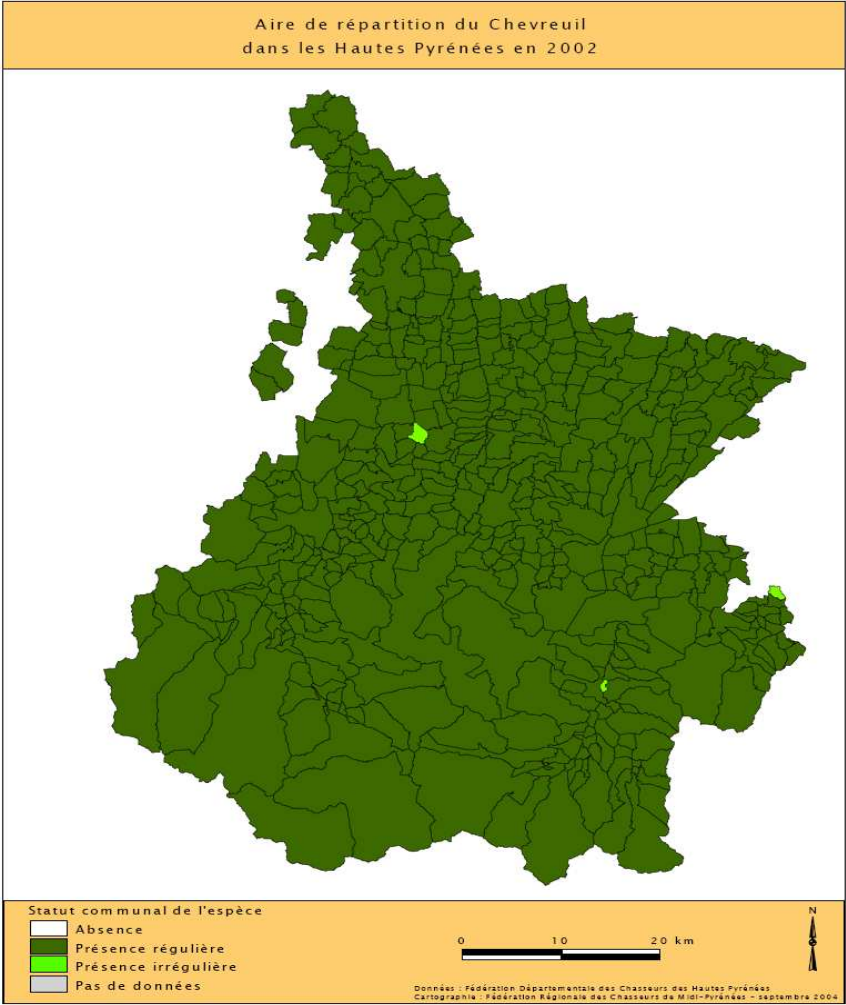 Aire de répartition du Chevreuil
dans les Hautes Pyrénées en 2002
Statut communal de l'espèce
Absence
Présence régulière
Présence irrégulière
Pas de données
0 10 20 km
N
Données : Fédération Départementale des Chasseurs des Hautes Pyrénées
Cartographie : Fédération Régionale des Chasseurs de Midi-Pyrénées - septembre 2004